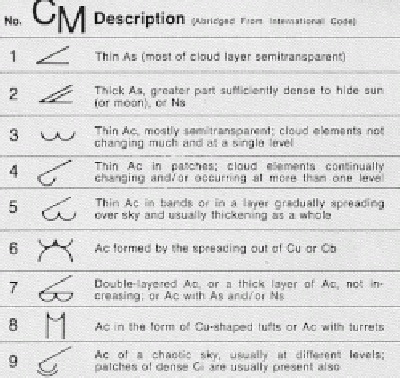 No. CM Description (Abridged From International Code)
1 Thin As (most of cloud layer semitransparent)
2 Thick As, greater part sufficiently dense to hide sun
(or moon), or Ns
3 Thin Ac, mostly semitransparent; cloud elements not
changing much and at a single level
4 Thin Ac in patches; cloud elements continually
changing and/or occurring at more than one level
5 Thin Ac in bands or in a layer gradually spreading
over sky and usually thickening as a whole
6 Ac formed by the spreading out of Cu or Cb
7 Double-layered Ac, or a thick layer of Ac, not in-
creasing; or Ac with As and/or Ns
8 Ac in the form of Cu-shaped tufts or Ac with turrets
9 Ac of a chaotic sky, usually at different levels;
patches of dense Ci are usually present also